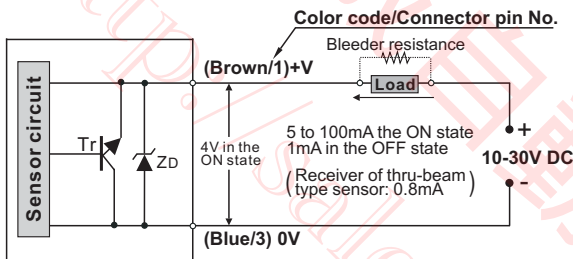 Color code/Connector pin No.
Bleeder resistance
(Brown/1)+V
Load
Sensor circuit
Tr
ZD
4V in the
ON state
5 to 100mA the ON state
1mA in the OFF state
(Receiver of thru-beam
type sensor: 0.8mA)
+
10-30V DC
-
(Blue/3) 0V